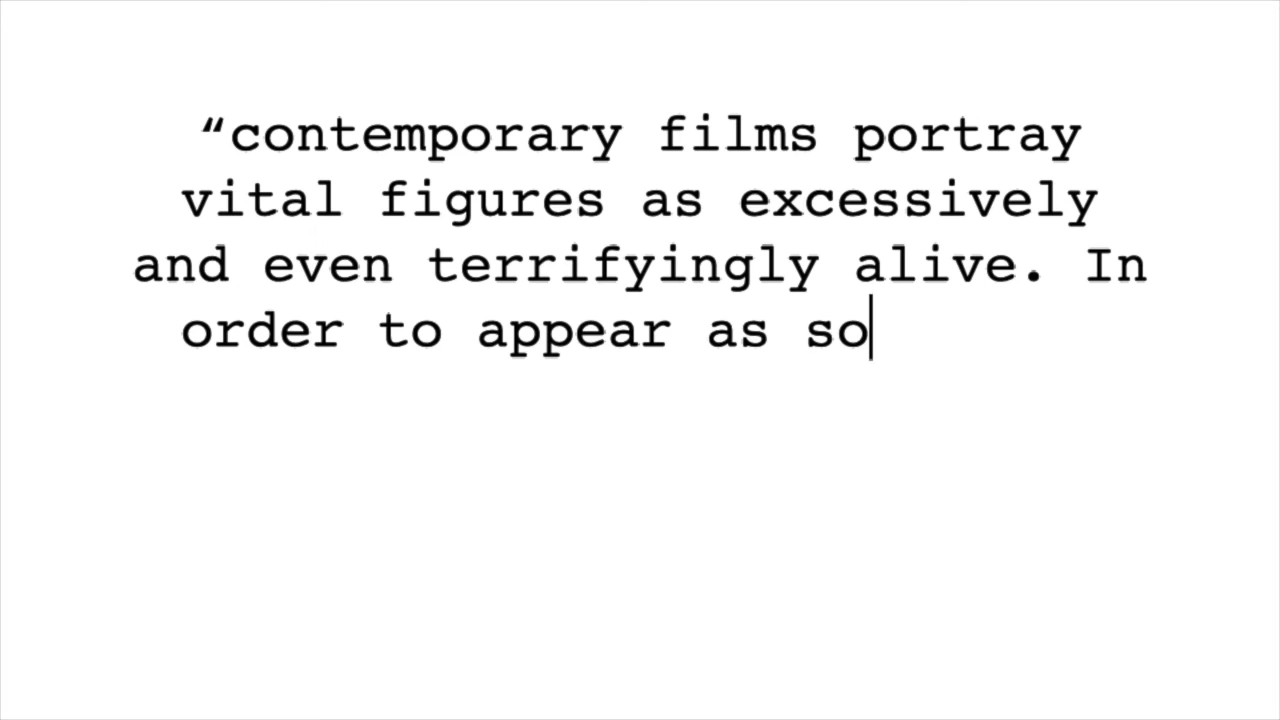 “contemporary films portray
vital figures as excessively
and even terrifyingly alive. In
order to appear as so